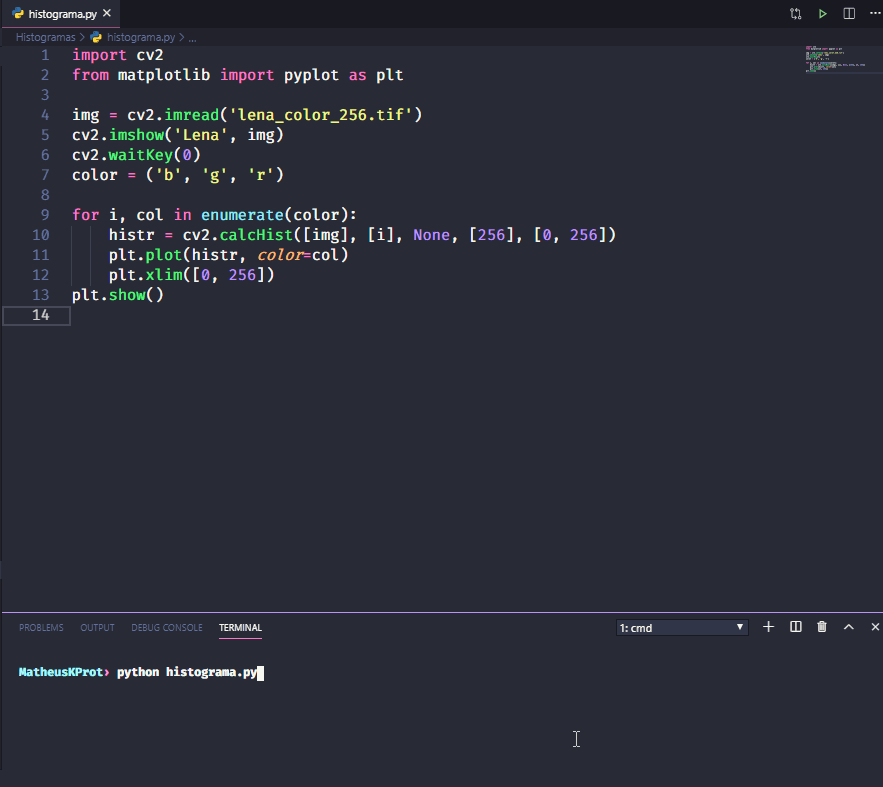 histograma.py ×
Histogramas > histograma.py > ...
1 import cv2
2 from matplotlib import pyplot as plt
3
4 img = cv2.imread('lena_color_256.tif')
5 cv2.imshow('Lena', img)
6 cv2.waitKey(0)
7 color = ('b', 'g', 'r')
8
9 for i, col in enumerate(color):
10 histr = cv2.calcHist([img], [i], None, [256], [0, 256])
11 plt.plot(histr, color=col)
12 plt.xlim([0, 256])
13 plt.show()
14
PROBLEMS OUTPUT DEBUG CONSOLE TERMINAL 1: cmd
MatheusKProt› python histograma.py